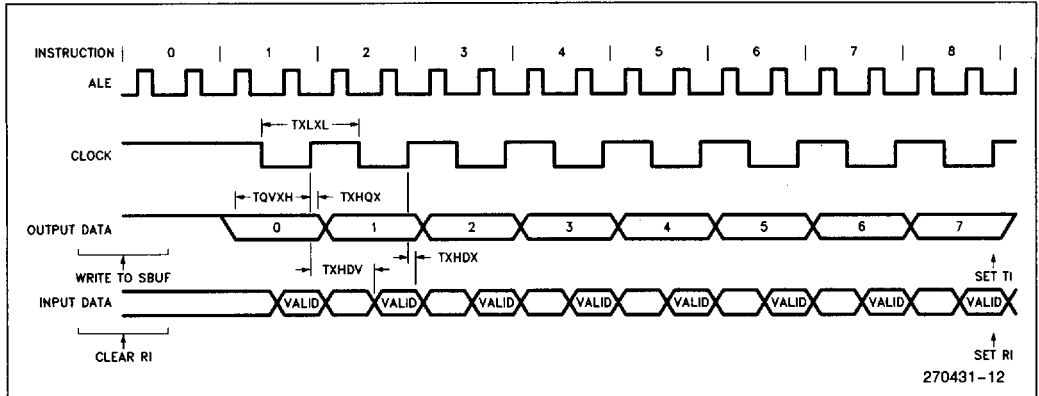 INSTRUCTION | 0 | 1 | 2 | 3 | 4 | 5 | 6 | 7 | 8 |
ALE
TXLXL
CLOCK
TQVXH TXHQX
OUTPUT DATA 0 1 2 3 4 5 6 7
TXHDV TXHDX
WRITE TO SBUF SET TI
INPUT DATA VALID VALID VALID VALID VALID VALID VALID VALID
CLEAR RI SET RI
270431-12